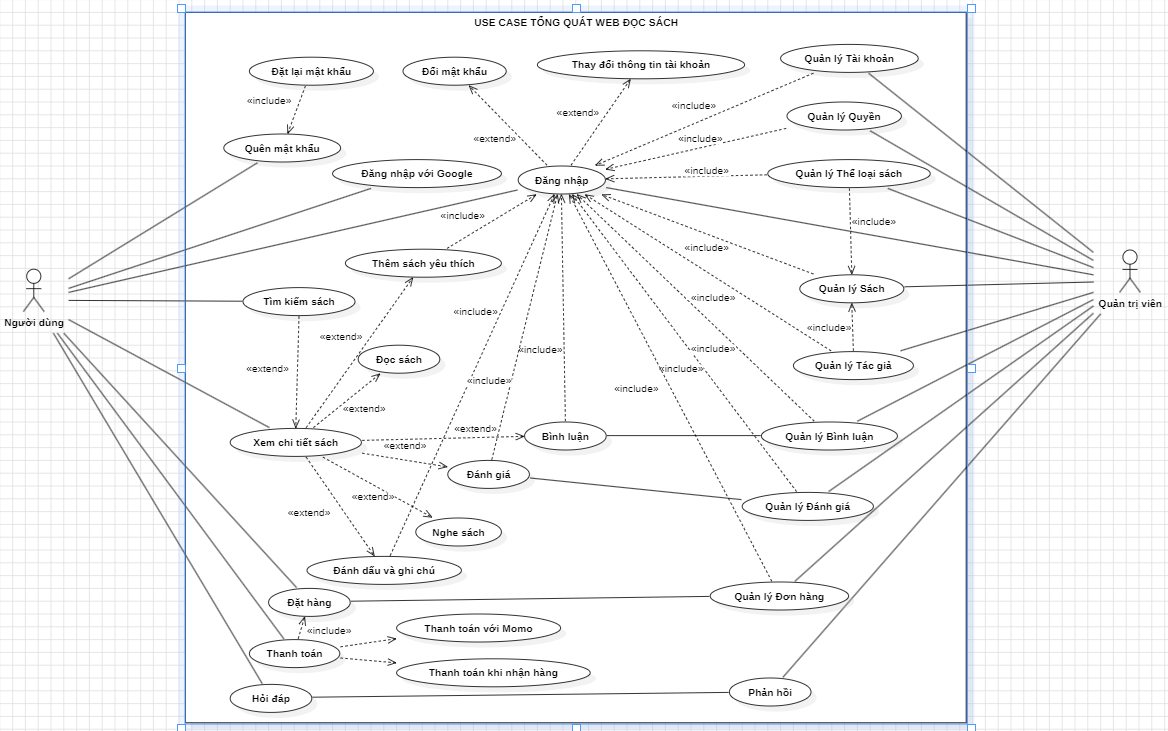 USE CASE TỔNG QUÁT WEB ĐỌC SÁCH
Đặt lại mật khẩu
Đổi mật khẩu
Thay đổi thông tin tài khoản
Quản lý Tài khoản
«include»
«extend»
«extend»
«include»
Quản lý Quyền
«include»
Quên mật khẩu
Đăng nhập với Google
Đăng nhập
«include»
Quản lý Thể loại sách
«include»
«include»
«include»
Thêm sách yêu thích
Quản lý Sách
Tìm kiếm sách
«include»
«include»
Người dùng
Quản trị viên
«extend»
«include»
«include»
«include»
Đọc sách
Quản lý Tác giả
«extend»
«include»
«include»
«include»
«extend»
«extend»
Xem chi tiết sách
«extend»
Bình luận
Quản lý Bình luận
Đánh giá
«extend»
«extend»
Quản lý Đánh giá
Nghe sách
Đánh dấu và ghi chú
Đặt hàng
Quản lý Đơn hàng
«include»
Thanh toán với Momo
Thanh toán
Thanh toán khi nhận hàng
Hỏi đáp
Phản hồi